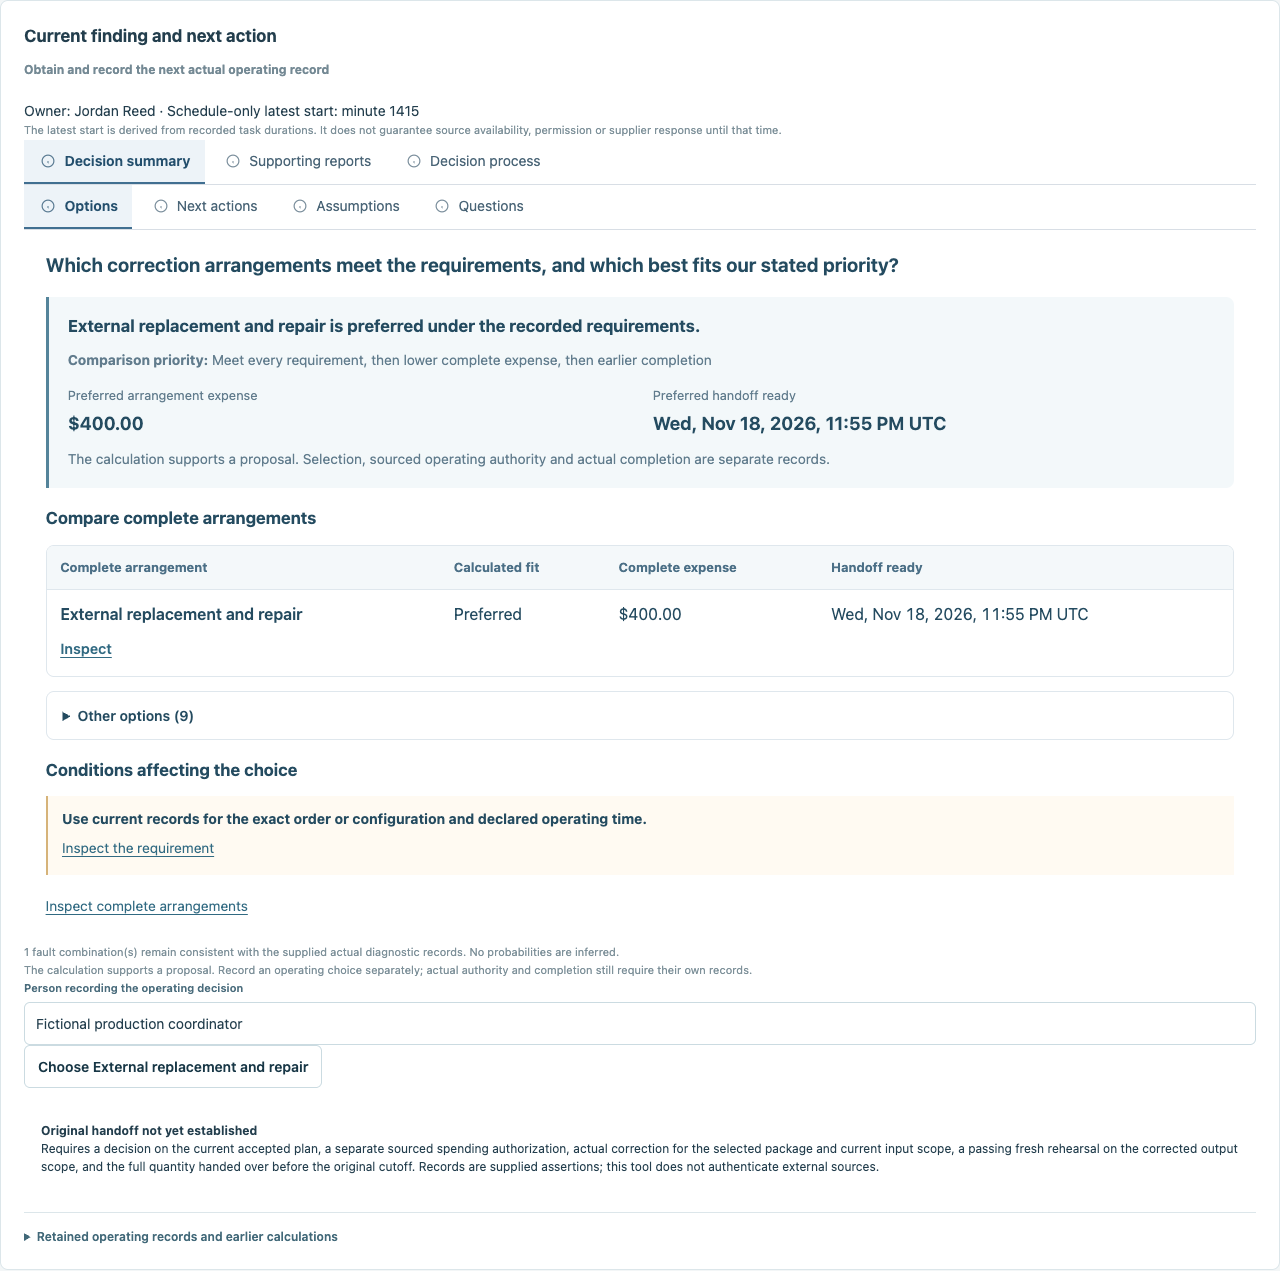 Current finding and next action
Obtain and record the next actual operating record
Owner: Jordan Reed · Schedule-only latest start: minute 1415
The latest start is derived from recorded task durations. It does not guarantee source availability, permission or supplier response until that time.
Decision summary Supporting reports Decision process
Options Next actions Assumptions Questions
Which correction arrangements meet the requirements, and which best fits our stated priority?
External replacement and repair is preferred under the recorded requirements.
Comparison priority: Meet every requirement, then lower complete expense, then earlier completion
Preferred arrangement expense Preferred handoff ready
$400.00 Wed, Nov 18, 2026, 11:55 PM UTC
The calculation supports a proposal. Selection, sourced operating authority and actual completion are separate records.
Compare complete arrangements
Complete arrangement Calculated fit Complete expense Handoff ready
External replacement and repair Preferred $400.00 Wed, Nov 18, 2026, 11:55 PM UTC
Inspect
Other options (9)
Conditions affecting the choice
Use current records for the exact order or configuration and declared operating time.
Inspect the requirement
Inspect complete arrangements
1 fault combination(s) remain consistent with the supplied actual diagnostic records. No probabilities are inferred.
The calculation supports a proposal. Record an operating choice separately; actual authority and completion still require their own records.
Person recording the operating decision
Fictional production coordinator
Choose External replacement and repair
Original handoff not yet established
Requires a decision on the current accepted plan, a separate sourced spending authorization, actual correction for the selected package and current input scope, a passing fresh rehearsal on the corrected output
scope, and the full quantity handed over before the original cutoff. Records are supplied assertions; this tool does not authenticate external sources.
Retained operating records and earlier calculations